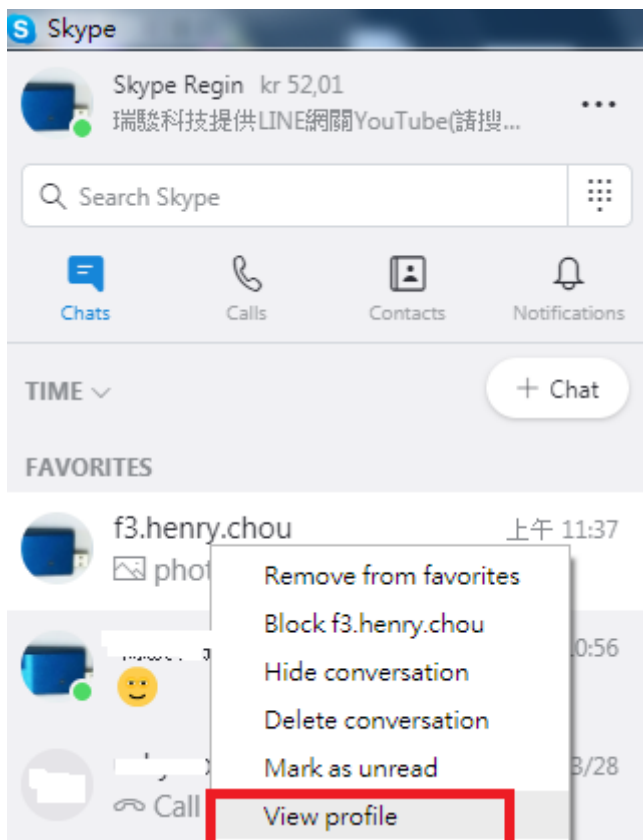 Skype
Skype Regin kr 52,01
瑞駿科技提供LINE網關YouTube(請搜...
Search Skype
Chats
Calls
Contacts
Notifications
TIME
+ Chat
FAVORITES
f3.henry.chou
上午 11:37
phot
Remove from favorites
Block f3.henry.chou
0:56
Hide conversation
Delete conversation
Mark as unread
3/28
Call
View profile